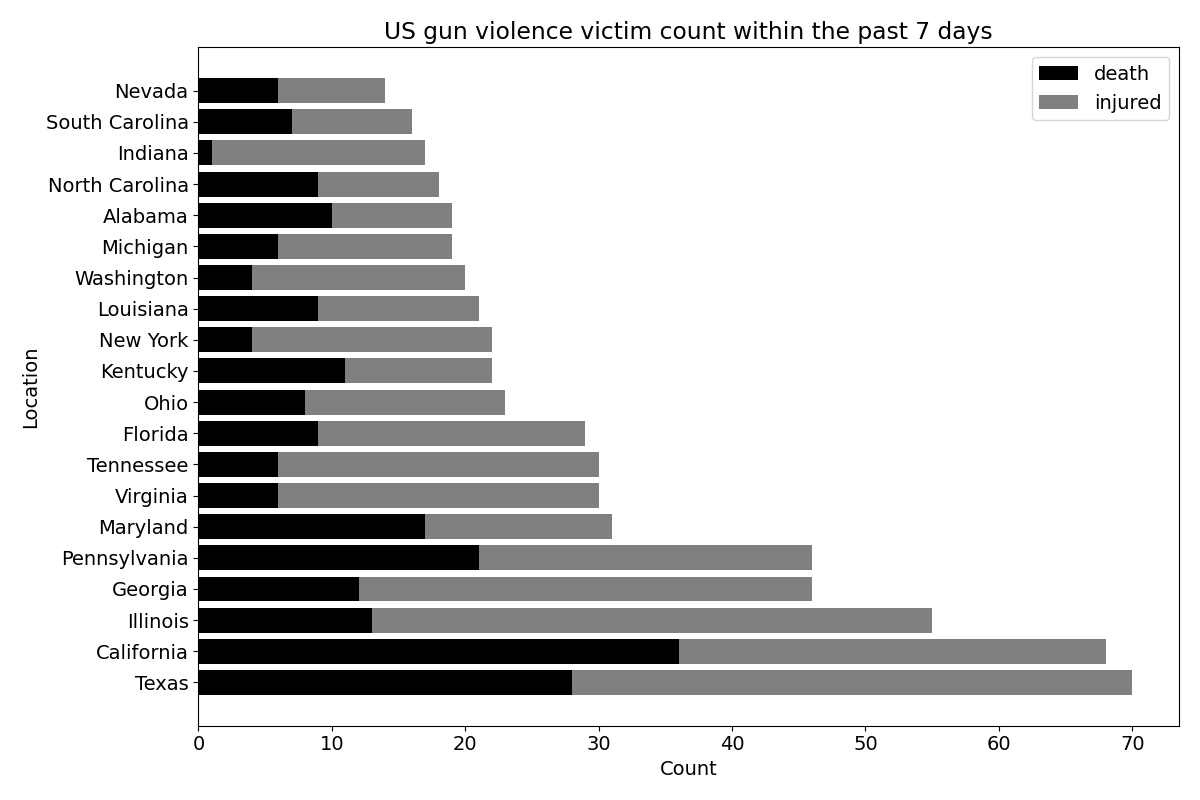 US gun violence victim count within the past 7 days
death
injured
Location
Nevada
South Carolina
Indiana
North Carolina
Alabama
Michigan
Washington
Louisiana
New York
Kentucky
Ohio
Florida
Tennessee
Virginia
Maryland
Pennsylvania
Georgia
Illinois
California
Texas
0 10 20 30 40 50 60 70
Count